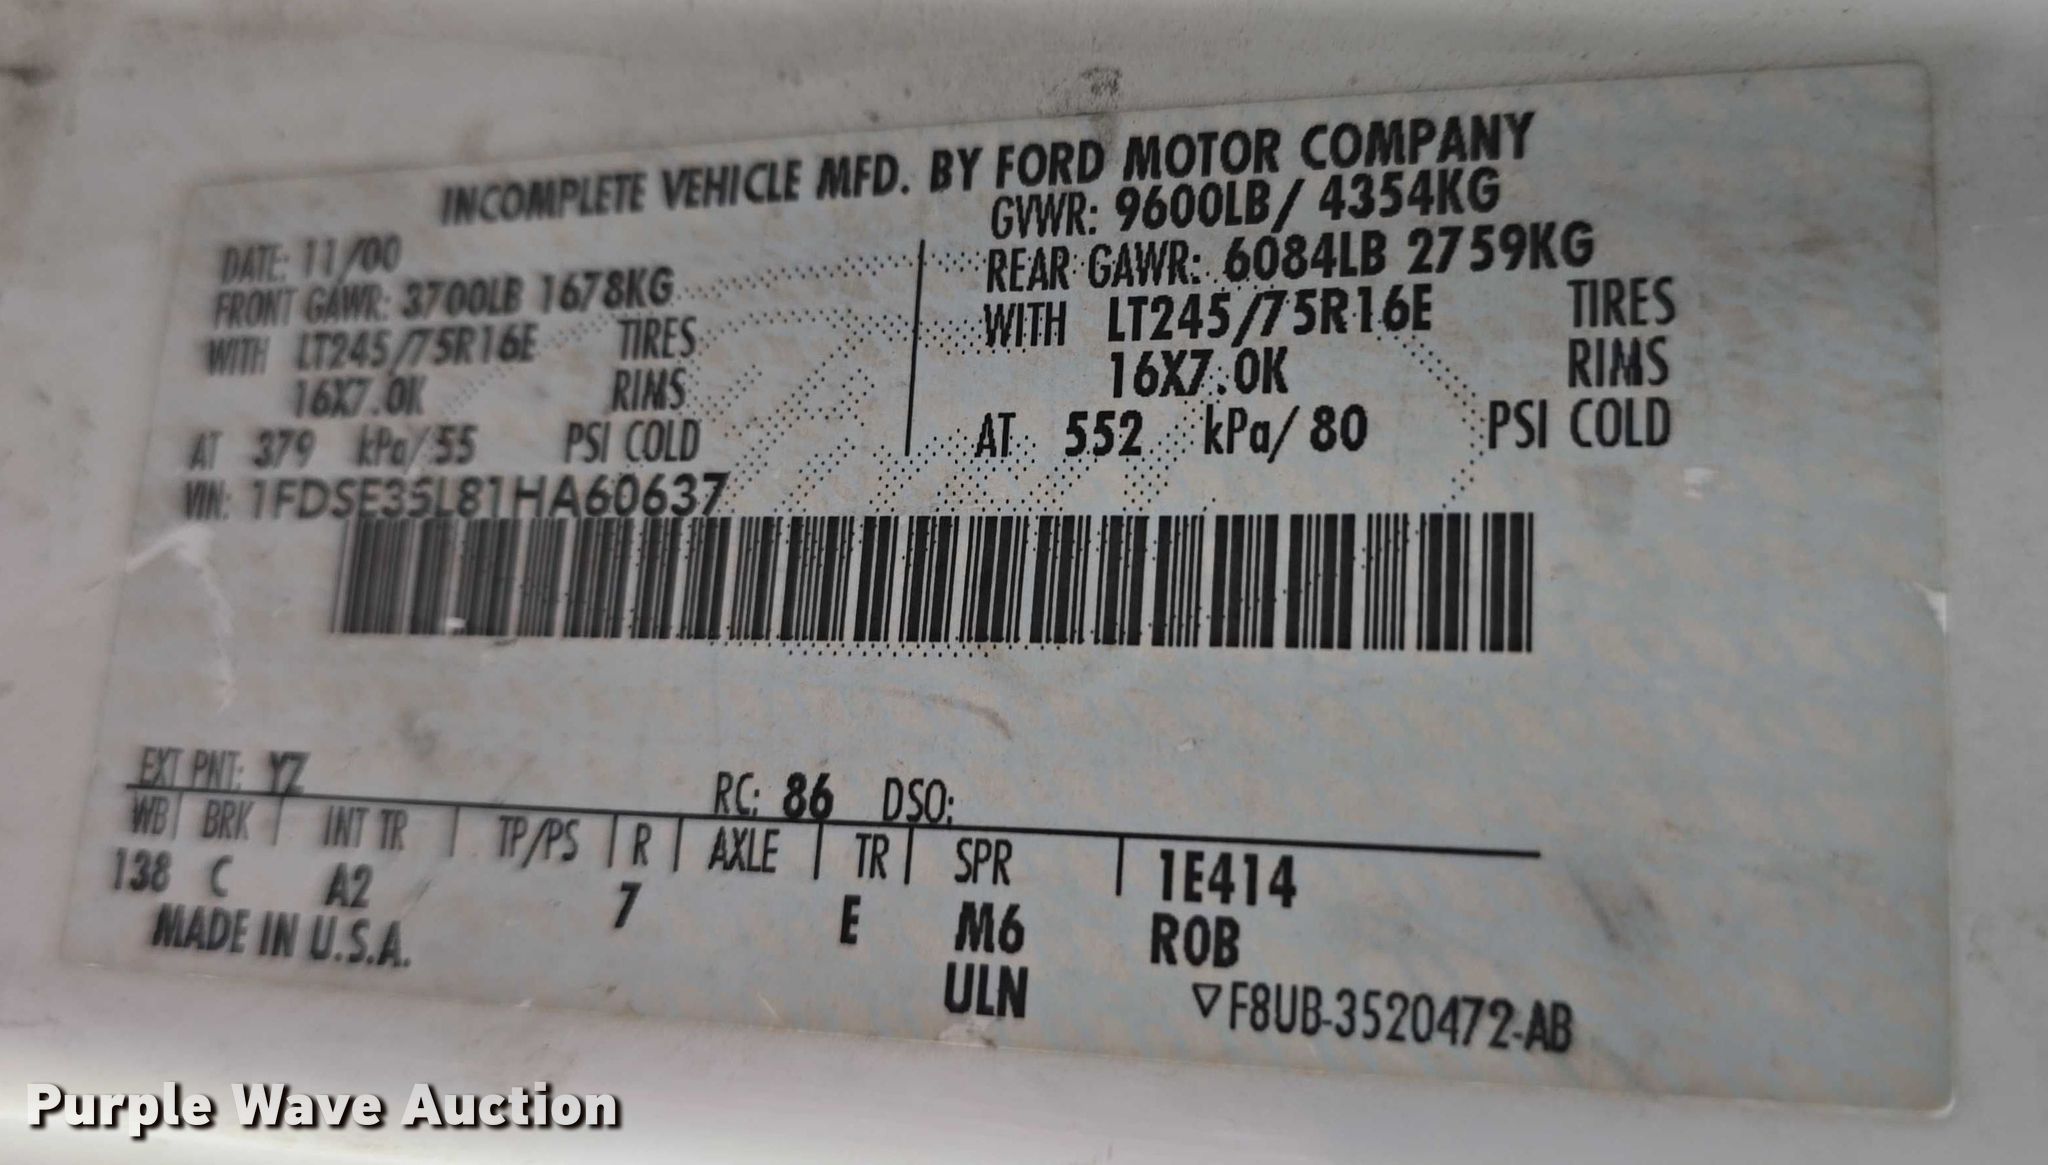 INCOMPLETE VEHICLE MFD. BY FORD MOTOR COMPANY
DATE: 11/00
GVWR: 9600LB/ 4354KG
FRONT GAWR: 3700LB 1678KG
REAR GAWR: 6084LB 2759KG
WITH LT245/75R16E TIRES
WITH LT245/75R16E TIRES
16X7.0K RIMS
16X7.0K RIMS
AT 379 kPa/ 55 PSI COLD
AT 552 kPa/ 80 PSI COLD
VIN: 1FDSE35L81HA60637
EXT PNT: YZ RC: 86 DSO:
WB BRK INT TR TP/PS R AXLE TR SPR 1E414
138 C A2 7 E M6 ROB
MADE IN U.S.A. ULN
▽F8UB-3520472-AB
Purple Wave Auction